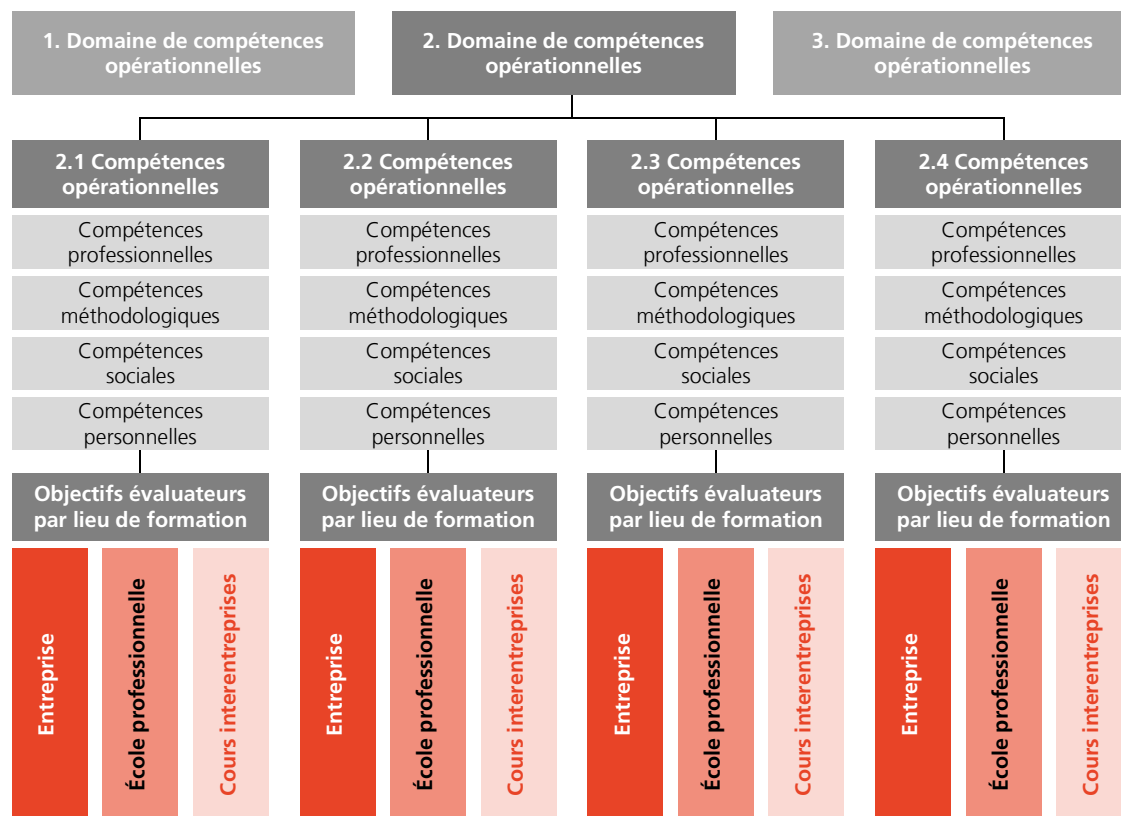 1. Domaine de compétences
opérationnelles
2. Domaine de compétences
opérationnelles
3. Domaine de compétences
opérationnelles
2.1 Compétences
opérationnelles
2.2 Compétences
opérationnelles
2.3 Compétences
opérationnelles
2.4 Compétences
opérationnelles
Compétences
professionnelles
Compétences
professionnelles
Compétences
professionnelles
Compétences
professionnelles
Compétences
méthodologiques
Compétences
méthodologiques
Compétences
méthodologiques
Compétences
méthodologiques
Compétences
sociales
Compétences
sociales
Compétences
sociales
Compétences
sociales
Compétences
personnelles
Compétences
personnelles
Compétences
personnelles
Compétences
personnelles
Objectifs évaluateurs
par lieu de formation
Objectifs évaluateurs
par lieu de formation
Objectifs évaluateurs
par lieu de formation
Objectifs évaluateurs
par lieu de formation
Entreprise
École professionnelle
Cours interentreprises
Entreprise
École professionnelle
Cours interentreprises
Entreprise
École professionnelle
Cours interentreprises
Entreprise
École professionnelle
Cours interentreprises